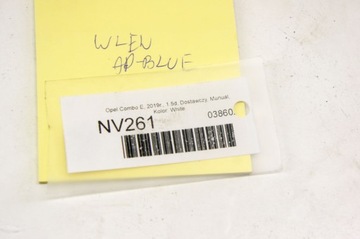 WLEW
AD-BLUE
Opel Combo E, 2019r., 1.5d, Dostawczy, Manual,
Kolor: White
NV261
03860.